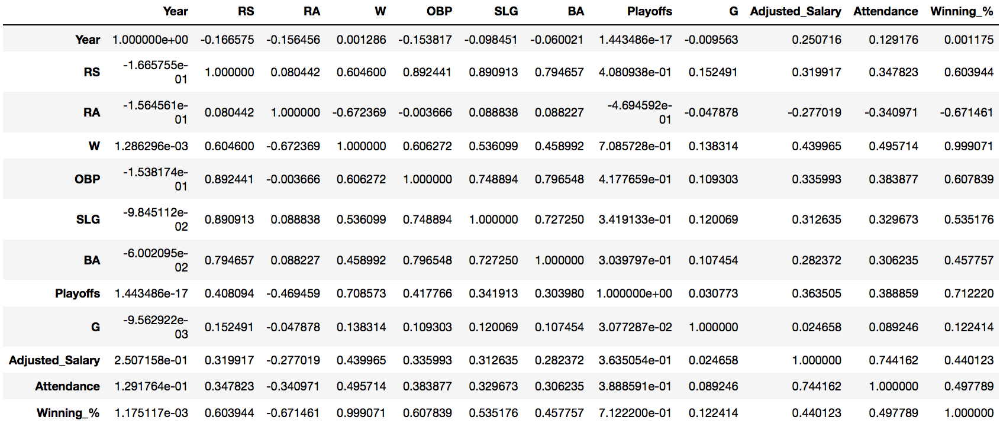 Year RS RA W OBP SLG BA Playoffs G Adjusted_Salary Attendance Winning_%
Year 1.000000e+00 -0.166575 -0.156456 0.001286 -0.153817 -0.098451 -0.060021 1.443486e-17 -0.009563 0.250716 0.129176 0.001175
-1.665755e-
RS 1.000000 0.080442 0.604600 0.892441 0.890913 0.794657 4.080938e-01 0.152491 0.319917 0.347823 0.603944
01
-1.564561e- -4.694592e-
RA 0.080442 1.000000 -0.672369 -0.003666 0.088838 0.088227 -0.047878 -0.277019 -0.340971 -0.671461
01 01
W 1.286296e-03 0.604600 -0.672369 1.000000 0.606272 0.536099 0.458992 7.085728e-01 0.138314 0.439965 0.495714 0.999071
-1.538174e-
OBP 0.892441 -0.003666 0.606272 1.000000 0.748894 0.796548 4.177659e-01 0.109303 0.335993 0.383877 0.607839
01
-9.845112e-
SLG 0.890913 0.088838 0.536099 0.748894 1.000000 0.727250 3.419133e-01 0.120069 0.312635 0.329673 0.535176
02
-6.002095e-
BA 0.794657 0.088227 0.458992 0.796548 0.727250 1.000000 3.039797e-01 0.107454 0.282372 0.306235 0.457757
02
Playoffs 1.443486e-17 0.408094 -0.469459 0.708573 0.417766 0.341913 0.303980 1.000000e+00 0.030773 0.363505 0.388859 0.712220
-9.562922e-
G 0.152491 -0.047878 0.138314 0.109303 0.120069 0.107454 3.077287e-02 1.000000 0.024658 0.089246 0.122414
03
Adjusted_Salary 2.507158e-01 0.319917 -0.277019 0.439965 0.335993 0.312635 0.282372 3.635054e-01 0.024658 1.000000 0.744162 0.440123
Attendance 1.291764e-01 0.347823 -0.340971 0.495714 0.383877 0.329673 0.306235 3.888591e-01 0.089246 0.744162 1.000000 0.497789
Winning_% 1.175117e-03 0.603944 -0.671461 0.999071 0.607839 0.535176 0.457757 7.122200e-01 0.122414 0.440123 0.497789 1.000000